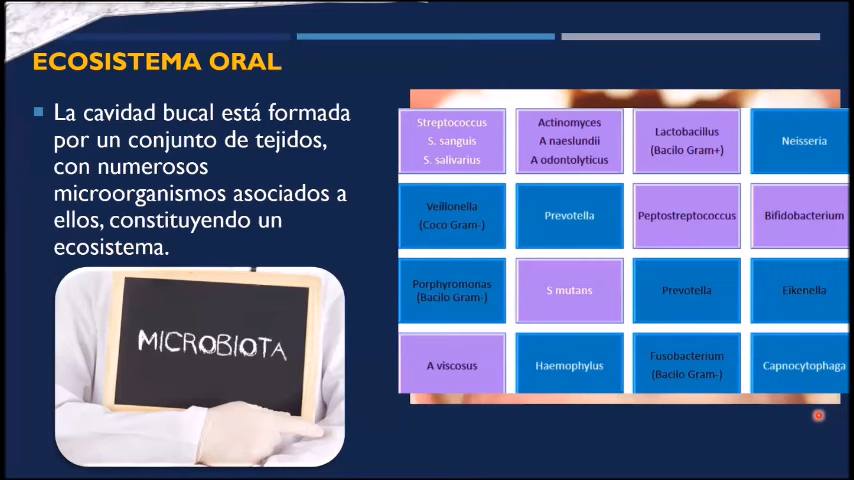 ECOSISTEMA ORAL
La cavidad bucal está formada
por un conjunto de tejidos,
con numerosos
microorganismos asociados a
ellos, constituyendo un
ecosistema.
MICROBIOTA
Streptococcus
S. sanguis
S. salivarius
Actinomyces
A naeslundii
A odontolyticus
Lactobacillus
(Bacilo Gram+)
Neisseria
Veillonella
(Coco Gram-)
Prevotella
Peptostreptococcus
Bifidobacterium
Porphyromonas
(Bacilo Gram-)
S mutans
Prevotella
Eikenella
A viscosus
Haemophylus
Fusobacterium
(Bacilo Gram-)
Capnocytophaga